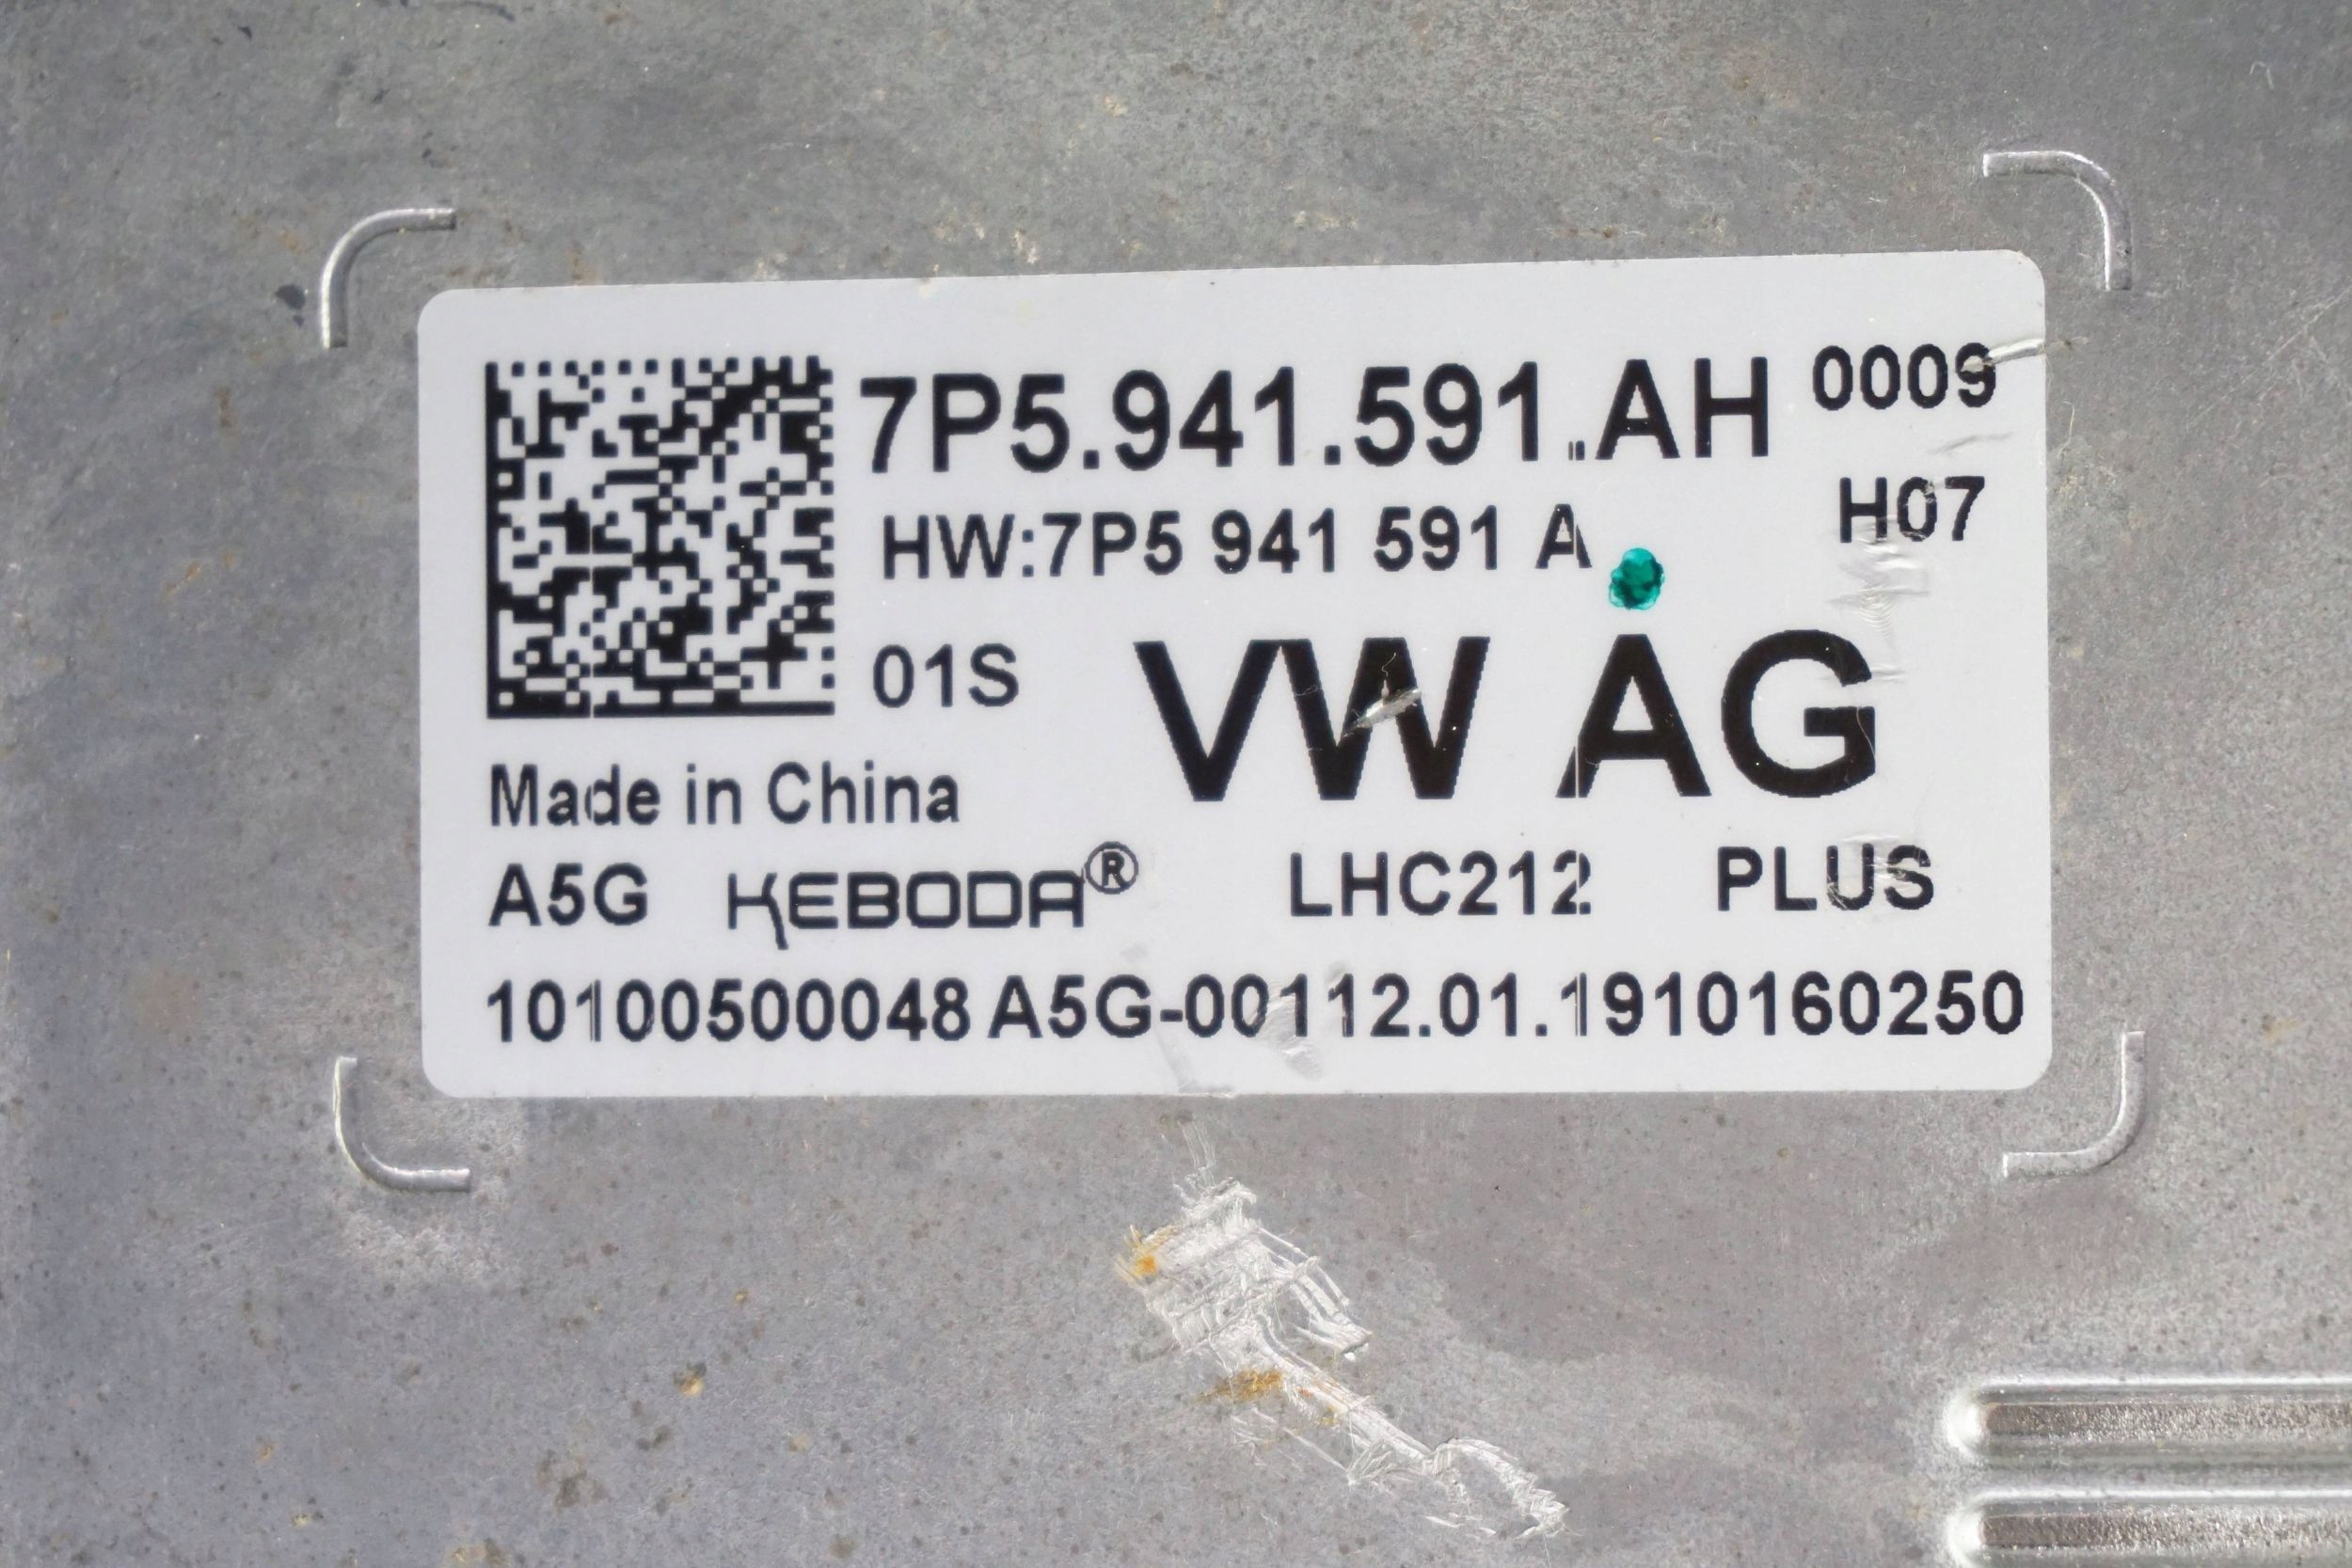 7P5.941.591.AH 0009
HW:7P5 941 591 A H07
01S VW AG
Made in China
A5G KEBODA® LHC212 PLUS
10100500048 A5G-00112.01.1910160250